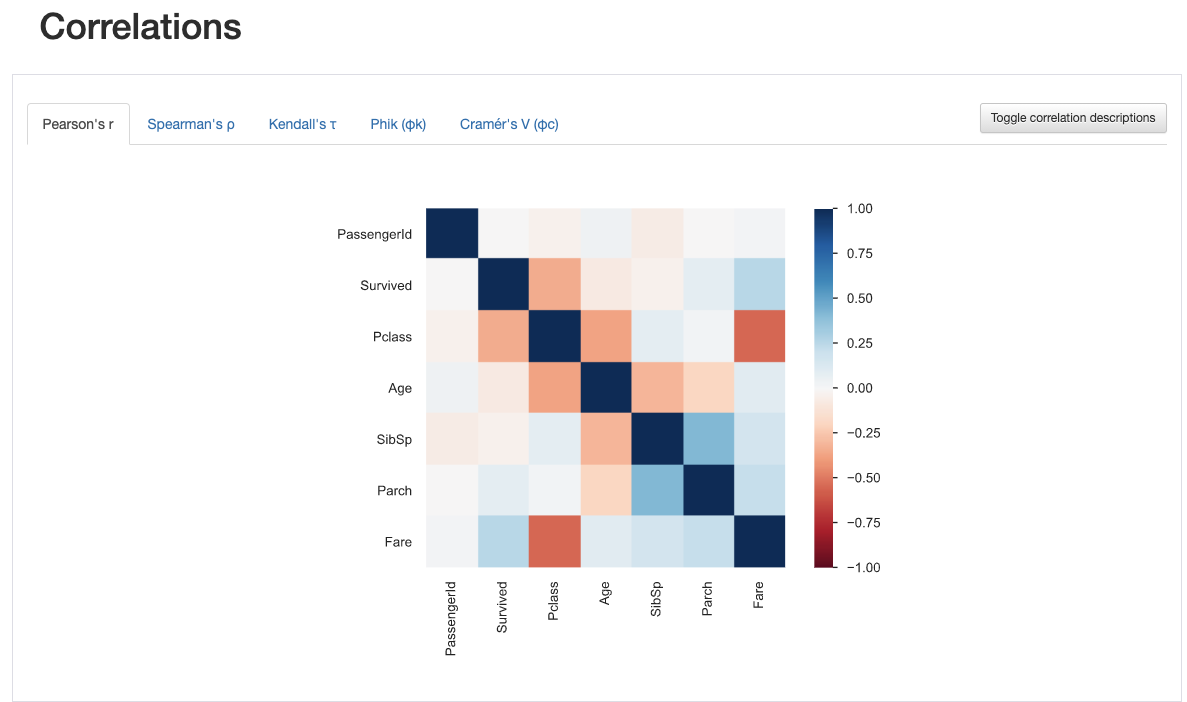 Correlations
Pearson's r
Spearman's ρ
Kendall's τ
Phik (φk)
Cramér's V (φc)
Toggle correlation descriptions
PassengerId
Survived
Pclass
Age
SibSp
Parch
Fare
PassengerId
Survived
Pclass
Age
SibSp
Parch
Fare
1.00
0.75
0.50
0.25
0.00
−0.25
−0.50
−0.75
−1.00